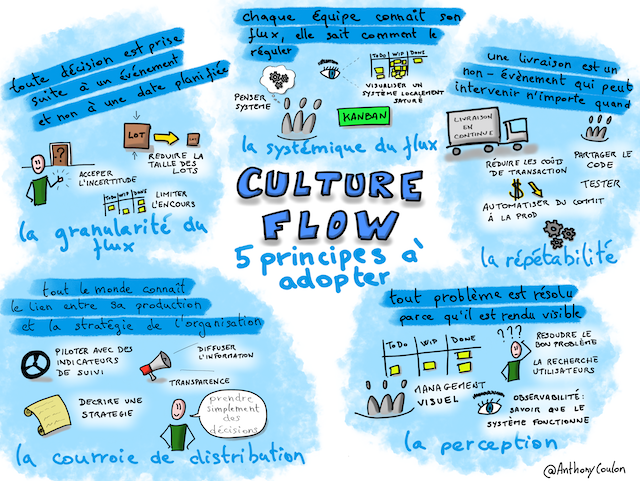 toute décision est prise
suite à un événement
et non à une date planifiée
LOT
RÉDUIRE LA
TAILLE DES
LOTS
?
ACCEPER
L'INCERTITUDE
ToDo WIP DONE
LIMITER
L'ENCOURS
la granularité du
flux
chaque équipe connait son
flux, elle sait comment le
réguler
PENSER
SYSTEME
ToDo WIP DONE
VISUALISER UN
SYSTÈME LOCALEMENT
SATURÉ
KANBAN
la systémique du flux
CULTURE
FLOW
5 principes à
adopter
une livraison est un
non-évènement qui peut
intervenir n'importe quand
LIVRAISON
EN
CONTINUE
RÉDUIRE LES COÛTS
DE TRANSACTION
$
AUTOMATISER DU COMMIT
À LA PROD
PARTAGER LE
CODE
TESTER
la répétabilité
tout le monde connaît
le lien entre sa production
et la stratégie de l'organisation
PILOTER AVEC DES
INDICATEURS
DE SUIVI
DIFFUSER
L'INFORMATION
TRANSPARENCE
DECRIRE UNE
STRATEGIE
prendre
simplement
des
décisions
la courroie de distribution
tout problème est résolu
parce qu'il est rendu visible
ToDo WIP DONE
???
RESOUDRE LE
BON PROBLÈME
LA RECHERCHE
UTILISATEURS
MANAGEMENT
VISUEL
OBSERVABILITÉ:
SAVOIR QUE LE
SYSTÈME FONCTIONNE
la perception
@AnthonyCoulon